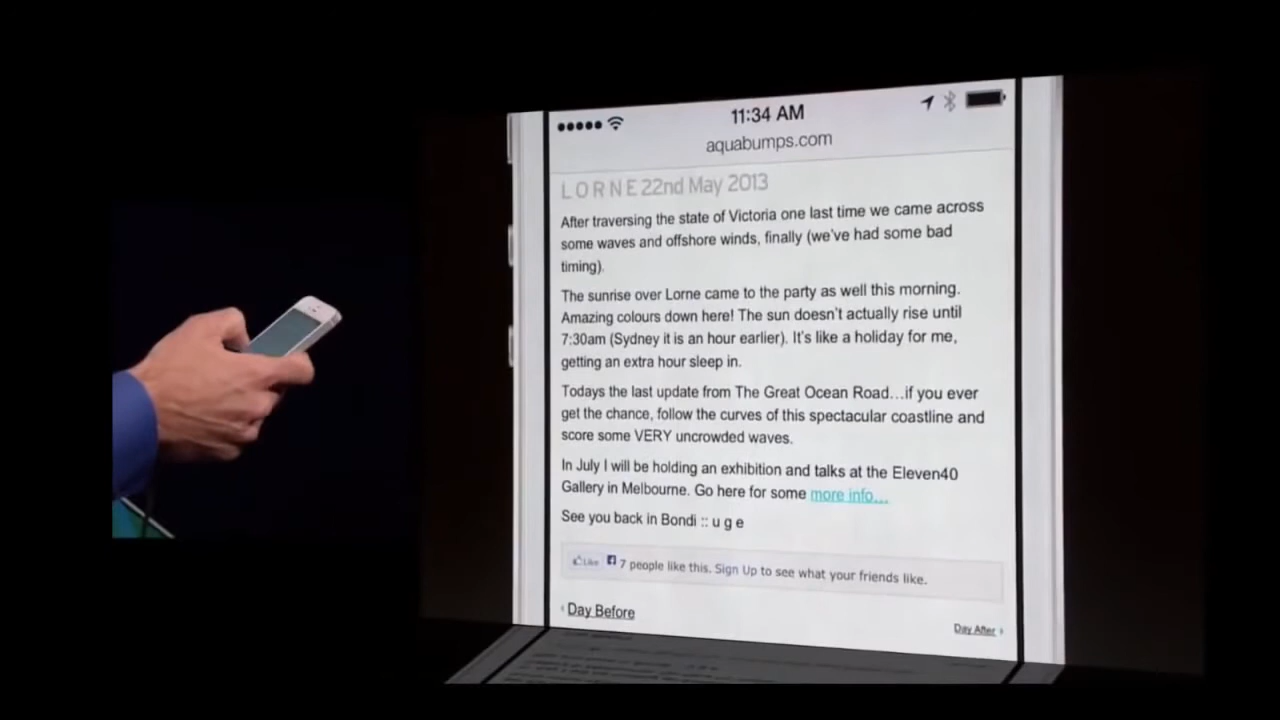 11:34 AM
aquabumps.com
LORNE 22nd May 2013
After traversing the state of Victoria one last time we came across
some waves and offshore winds, finally (we've had some bad
timing).
The sunrise over Lorne came to the party as well this morning.
Amazing colours down here! The sun doesn't actually rise until
7:30am (Sydney it is an hour earlier). It's like a holiday for me,
getting an extra hour sleep in.
Todays the last update from The Great Ocean Road...if you ever
get the chance, follow the curves of this spectacular coastline and
score some VERY uncrowded waves.
In July I will be holding an exhibition and talks at the Eleven40
Gallery in Melbourne. Go here for some more info...
See you back in Bondi :: u g e
Like 7 people like this. Sign Up to see what your friends like.
‹ Day Before
Day After ›